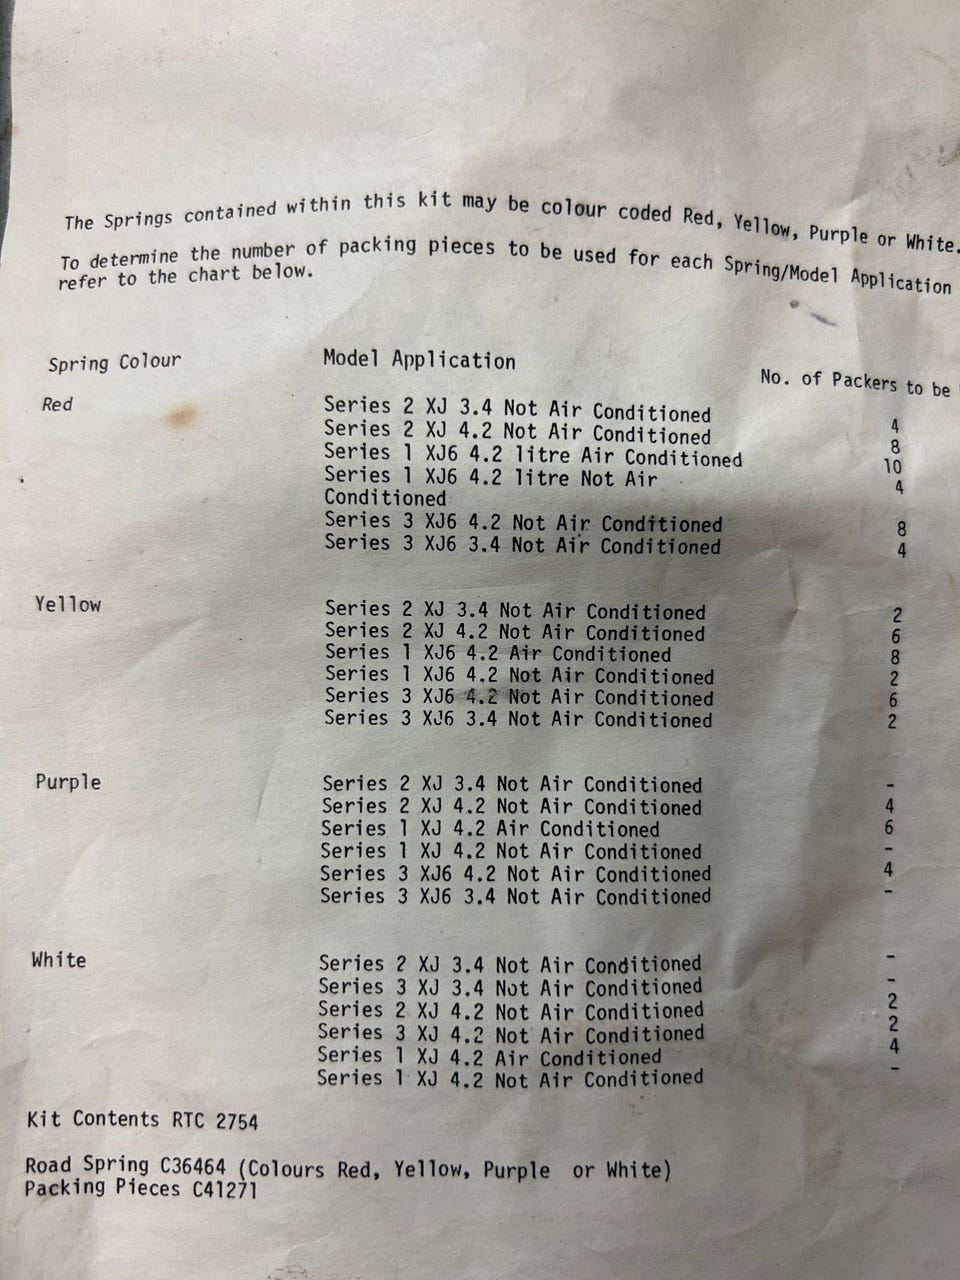 The Springs contained within this kit may be colour coded Red, Yellow, Purple or White.
To determine the number of packing pieces to be used for each Spring/Model Application
refer to the chart below.
Spring Colour Model Application No. of Packers to be
Red Series 2 XJ 3.4 Not Air Conditioned 4
Series 2 XJ 4.2 Not Air Conditioned 8
Series 1 XJ6 4.2 litre Air Conditioned 10
Series 1 XJ6 4.2 litre Not Air 4
Conditioned
Series 3 XJ6 4.2 Not Air Conditioned 8
Series 3 XJ6 3.4 Not Air Conditioned 4
Yellow Series 2 XJ 3.4 Not Air Conditioned 2
Series 2 XJ 4.2 Not Air Conditioned 6
Series 1 XJ6 4.2 Air Conditioned 8
Series 1 XJ6 4.2 Not Air Conditioned 2
Series 3 XJ6 4.2 Not Air Conditioned 6
Series 3 XJ6 3.4 Not Air Conditioned 2
Purple Series 2 XJ 3.4 Not Air Conditioned -
Series 2 XJ 4.2 Not Air Conditioned 4
Series 1 XJ 4.2 Air Conditioned 6
Series 1 XJ 4.2 Not Air Conditioned -
Series 3 XJ6 4.2 Not Air Conditioned 4
Series 3 XJ6 3.4 Not Air Conditioned -
White Series 2 XJ 3.4 Not Air Conditioned -
Series 3 XJ 3.4 Not Air Conditioned -
Series 2 XJ 4.2 Not Air Conditioned 2
Series 3 XJ 4.2 Not Air Conditioned 2
Series 1 XJ 4.2 Air Conditioned 4
Series 1 XJ 4.2 Not Air Conditioned -
Kit Contents RTC 2754
Road Spring C36464 (Colours Red, Yellow, Purple or White)
Packing Pieces C41271